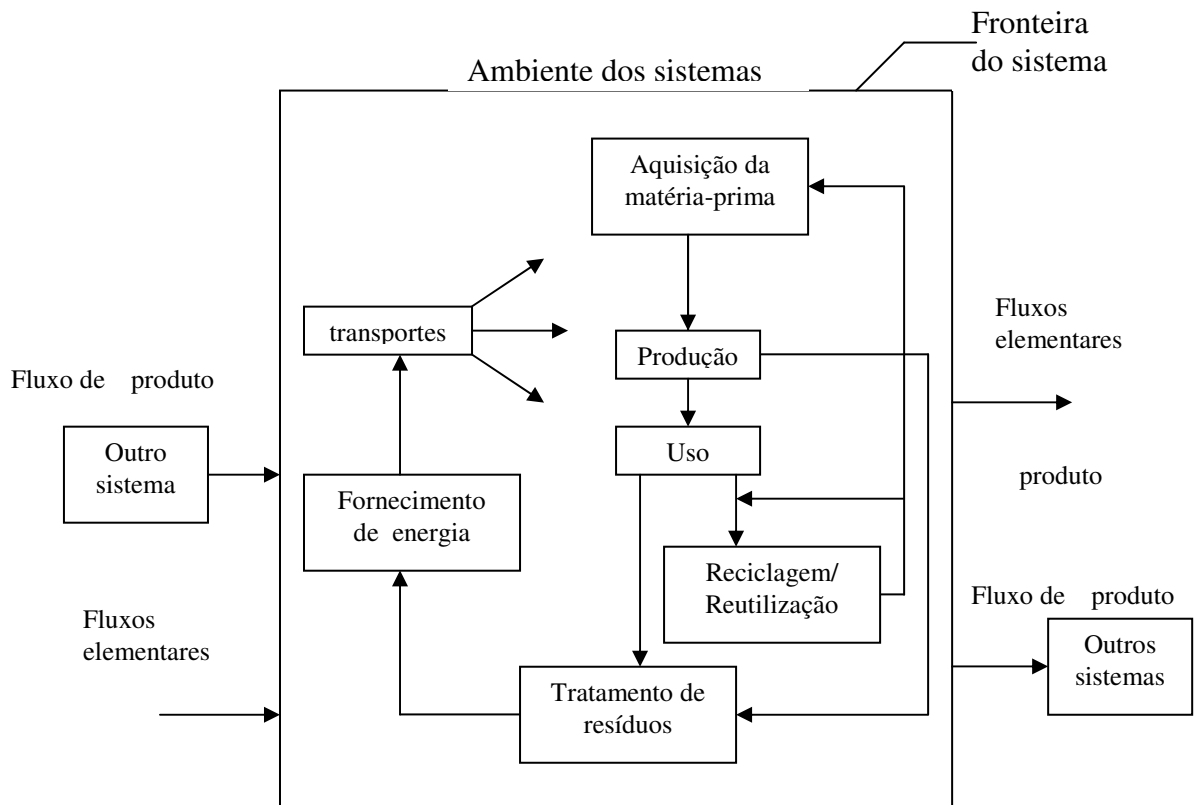 Fronteira
do sistema
Ambiente dos sistemas
Aquisição da
matéria-prima
transportes
Produção
Fluxos
elementares
Fluxo de produto
Outro
sistema
Uso
Fornecimento
de energia
produto
Reciclagem/
Reutilização
Fluxo de produto
Fluxos
elementares
Outros
sistemas
Tratamento de
resíduos